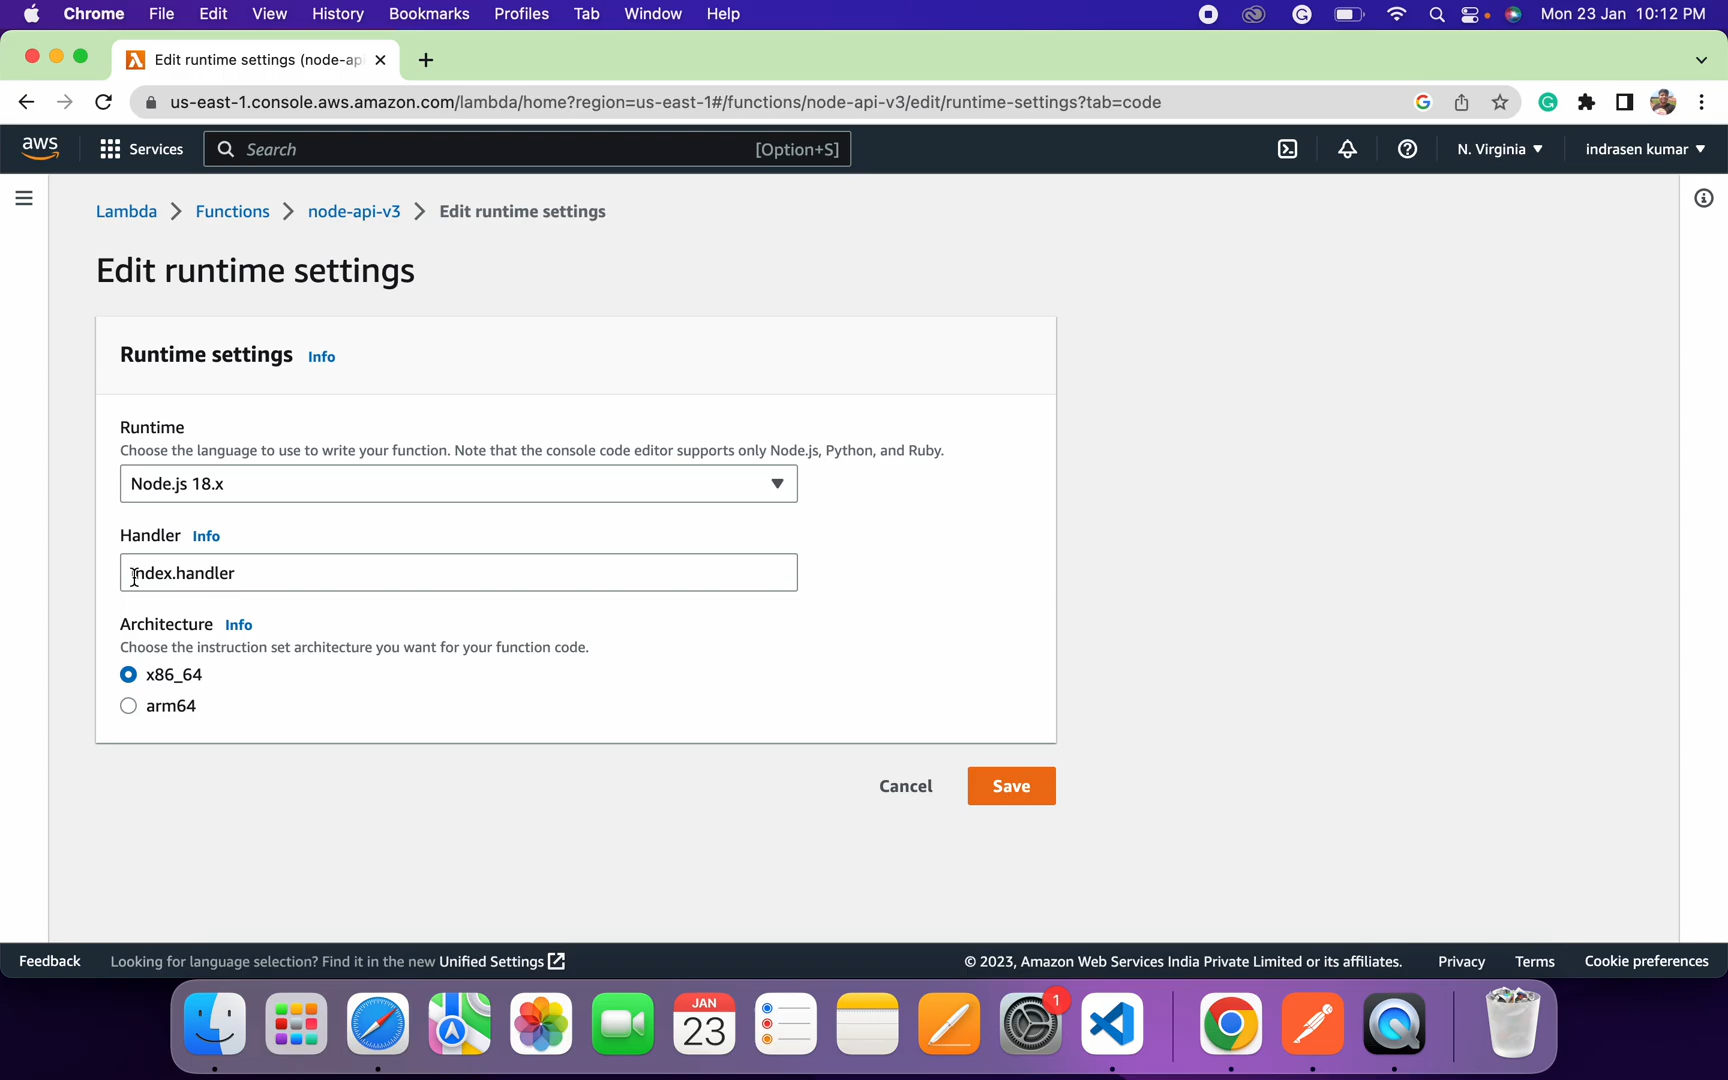 Chrome File Edit View History Bookmarks Profiles Tab Window Help Mon 23 Jan 10:12 PM
Edit runtime settings (node-ap
us-east-1.console.aws.amazon.com/lambda/home?region=us-east-1#/functions/node-api-v3/edit/runtime-settings?tab=code
aws Services Search [Option+S] N. Virginia indrasen kumar
Lambda Functions node-api-v3 Edit runtime settings
Edit runtime settings
Runtime settings Info
Runtime
Choose the language to use to write your function. Note that the console code editor supports only Node.js, Python, and Ruby.
Node.js 18.x
Handler Info
index.handler
Architecture Info
Choose the instruction set architecture you want for your function code.
x86_64
arm64
Cancel Save
Feedback Looking for language selection? Find it in the new Unified Settings © 2023, Amazon Web Services India Private Limited or its affiliates. Privacy Terms Cookie preferences
JAN
23
1